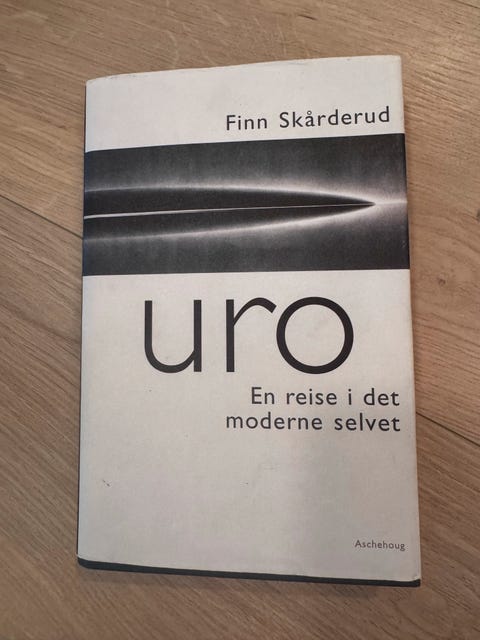 Finn Skårderud
uro
En reise i det
moderne selvet
Aschehoug